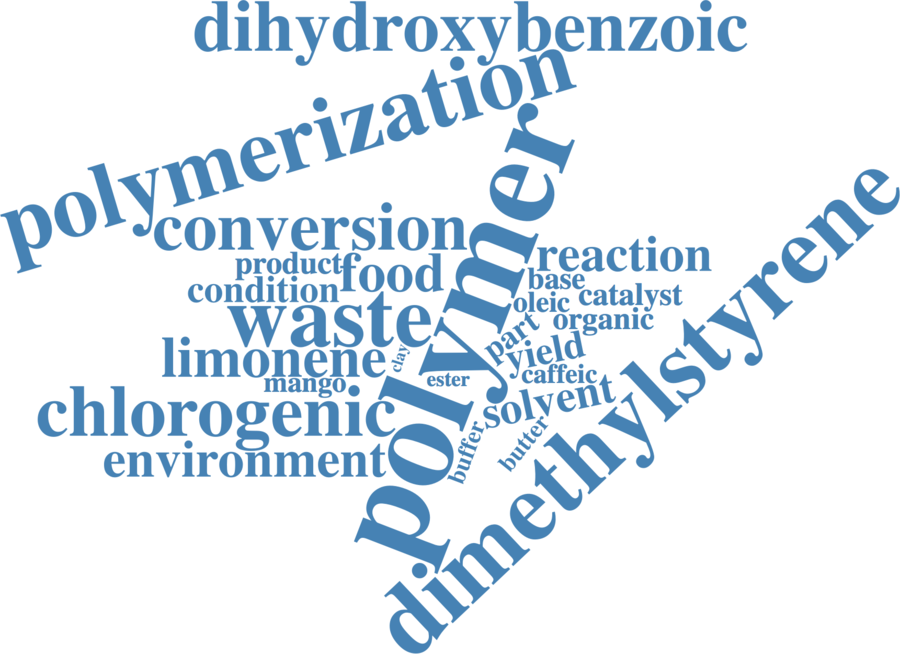 dihydroxybenzoic
polymerization
polymer
conversion
reaction
product
food
base
condition
oleic
catalyst
waste
part
organic
limonene
clay
yield
mango
ester
caffeic
chlorogenic
solvent
environment
buffer
butter
dimethylstyrene